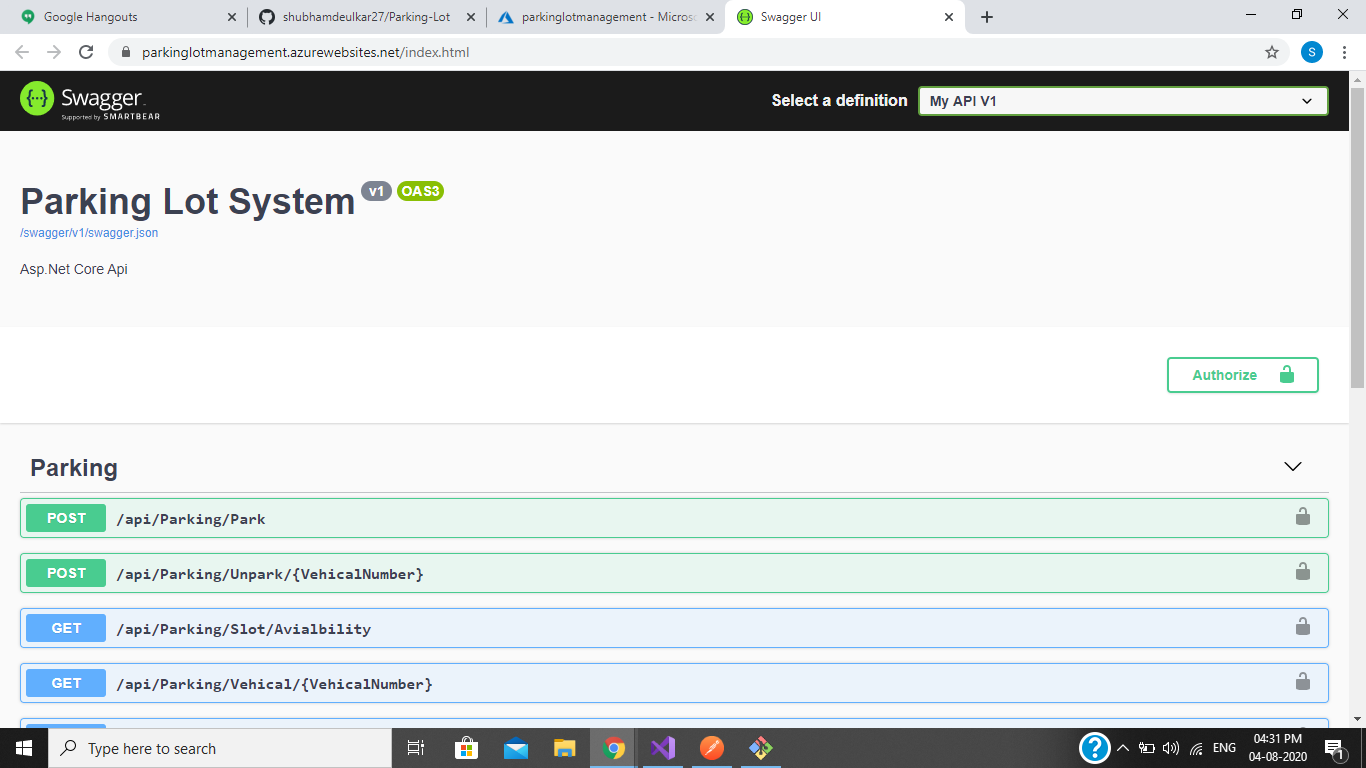 Google Hangouts
shubhamdeulkar27/Parking-Lot
parkinglotmanagement - Micros
Swagger UI
parkinglotmanagement.azurewebsites.net/index.html
S
Swagger
Supported by SMARTBEAR
Select a definition
My API V1
Parking Lot System v1 OAS3
/swagger/v1/swagger.json
Asp.Net Core Api
Authorize
Parking
POST /api/Parking/Park
POST /api/Parking/Unpark/{VehicalNumber}
GET /api/Parking/Slot/Avialbility
GET /api/Parking/Vehical/{VehicalNumber}
Type here to search
ENG
04:31 PM
04-08-2020
1